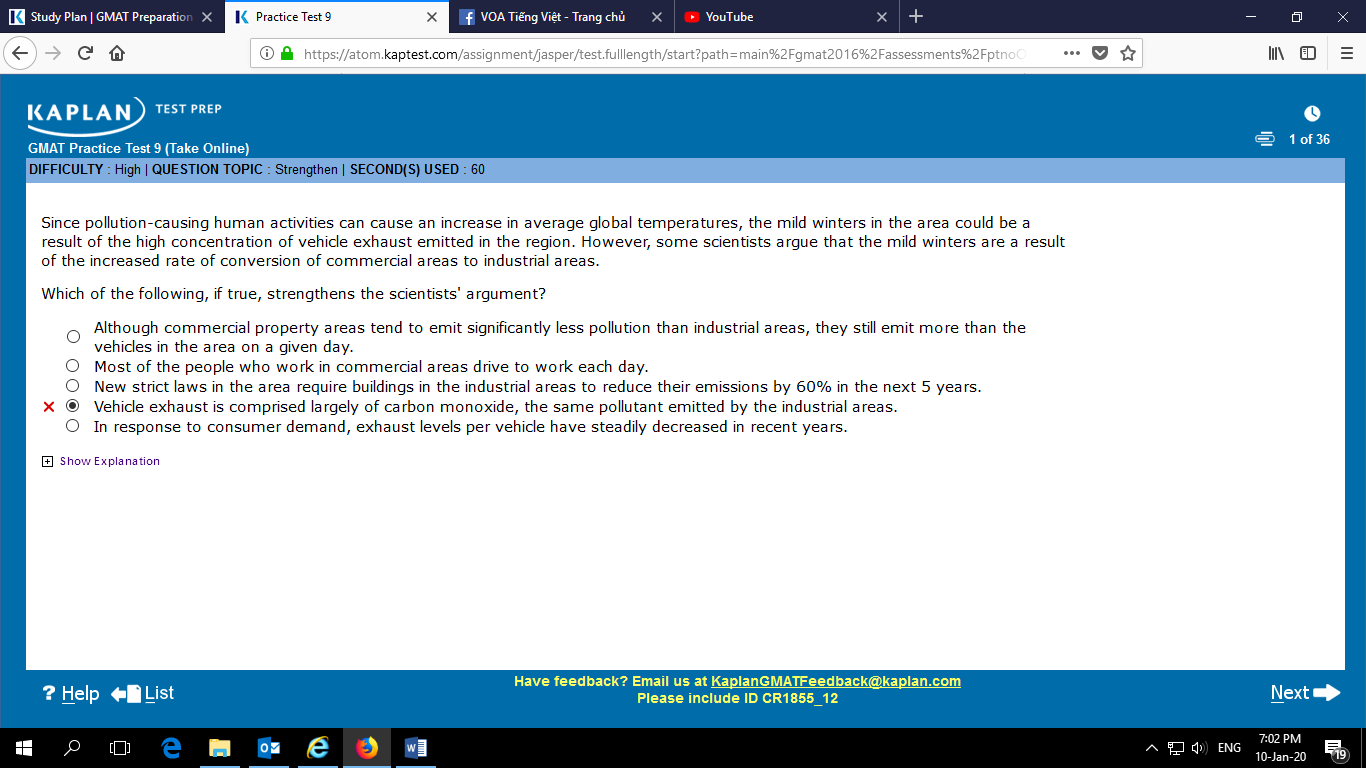 Study Plan | GMAT Preparation
Practice Test 9
VOA Tiếng Việt - Trang chủ
YouTube
https://atom.kaptest.com/assignment/jasper/test.fulllength/start?path=main%2Fgmat2016%2Fassessments%2Fptno
KAPLAN TEST PREP
GMAT Practice Test 9 (Take Online)
1 of 36
DIFFICULTY : High | QUESTION TOPIC : Strengthen | SECOND(S) USED : 60
Since pollution-causing human activities can cause an increase in average global temperatures, the mild winters in the area could be a
result of the high concentration of vehicle exhaust emitted in the region. However, some scientists argue that the mild winters are a result
of the increased rate of conversion of commercial areas to industrial areas.
Which of the following, if true, strengthens the scientists' argument?
Although commercial property areas tend to emit significantly less pollution than industrial areas, they still emit more than the
vehicles in the area on a given day.
Most of the people who work in commercial areas drive to work each day.
New strict laws in the area require buildings in the industrial areas to reduce their emissions by 60% in the next 5 years.
Vehicle exhaust is comprised largely of carbon monoxide, the same pollutant emitted by the industrial areas.
In response to consumer demand, exhaust levels per vehicle have steadily decreased in recent years.
Show Explanation
? Help
List
Have feedback? Email us at KaplanGMATFeedback@kaplan.com
Please include ID CR1855_12
Next
ENG
7:02 PM
10-Jan-20
19